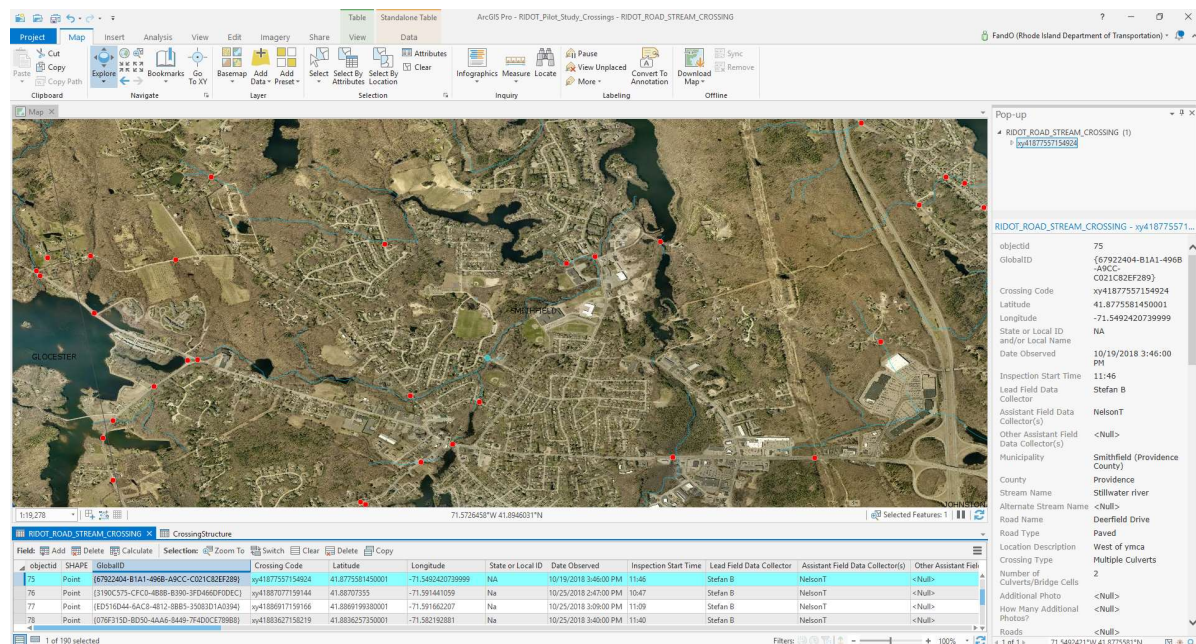 Table Standalone Table ArcGIS Pro - RIDOT_Pilot_Study_Crossings - RIDOT_ROAD_STREAM_CROSSING ? — X
Project Map Insert Analysis View Edit Imagery Share View Data FandO (Rhode Island Department of Transportation)
Paste Cut Copy Copy Path
Explore Bookmarks Go To XY
Basemap Add Data Add Preset
Select Select By Attributes Select By Location Attributes Clear
Infographics Measure Locate
Pause View Unplaced More Convert To Annotation
Download Map Sync Remove
Clipboard Navigate Layer Selection Inquiry Labeling Offline
Map
SMITHFIELD
GLOCESTER
JOHNSTON
1:19,278 71.5726458°W 41.8946031°N Selected Features: 1
RIDOT_ROAD_STREAM_CROSSING CrossingStructure
Field: Add Delete Calculate Selection: Zoom To Switch Clear Delete Copy
objectid SHAPE GlobalID Crossing Code Latitude Longitude State or Local ID Date Observed Inspection Start Time Lead Field Data Collector Assistant Field Data Collector(s) Other Assistant Fiel
75 Point {67922404-B1A1-496B-A9CC-C021C82EF289} xy41877557154924 41.8775581450001 -71.5492420739999 NA 10/19/2018 3:46:00 PM 11:46 Stefan B NelsonT <Null>
76 Point {3190C575-CFC0-4B8B-B390-3FD466DF0DEC} xy41887077159144 41.88707355 -71.591441059 Na 10/25/2018 2:47:00 PM 10:47 Stefan B NelsonT <Null>
77 Point {ED516D44-6AC8-4812-8BB5-35083D1A0394} xy41886917159166 41.8869199380001 -71.591662207 Na 10/25/2018 3:09:00 PM 11:09 Stefan B NelsonT <Null>
78 Point {076F315D-BD50-4AA6-8449-7F4D0CE789B8} xy41883627158219 41.8836257350001 -71.582192881 Na 10/25/2018 3:40:00 PM 11:40 Stefan B NelsonT <Null>
1 of 190 selected Filters: 100%
Pop-up
RIDOT_ROAD_STREAM_CROSSING (1)
xy41877557154924
RIDOT_ROAD_STREAM_CROSSING - xy418775571...
objectid 75
GlobalID {67922404-B1A1-496B
-A9CC-
C021C82EF289}
Crossing Code xy41877557154924
Latitude 41.8775581450001
Longitude -71.5492420739999
State or Local ID NA
and/or Local Name
Date Observed 10/19/2018 3:46:00
PM
Inspection Start Time 11:46
Lead Field Data Stefan B
Collector
Assistant Field Data NelsonT
Collector(s)
Other Assistant Field <Null>
Data Collector(s)
Municipality Smithfield (Providence
County)
County Providence
Stream Name Stillwater river
Alternate Stream Name <Null>
Road Name Deerfield Drive
Road Type Paved
Location Description West of ymca
Crossing Type Multiple Culverts
Number of 2
Culverts/Bridge Cells
Additional Photo <Null>
How Many Additional <Null>
Photos?
Roads <Null>
1 of 1 71.5492421°W 41.8775581°N